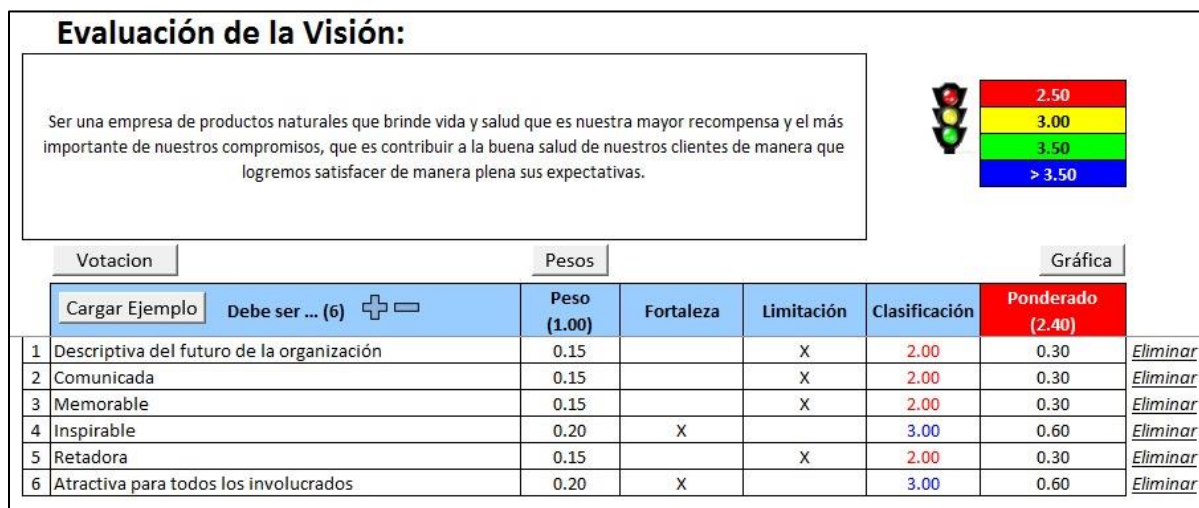 Evaluación de la Visión:
Ser una empresa de productos naturales que brinde vida y salud que es nuestra mayor recompensa y el más
importante de nuestros compromisos, que es contribuir a la buena salud de nuestros clientes de manera que
logremos satisfacer de manera plena sus expectativas.
2.50
3.00
3.50
> 3.50
Votacion Pesos Gráfica
Cargar Ejemplo Debe ser ... (6) Peso (1.00) Fortaleza Limitación Clasificación Ponderado (2.40)
1 Descriptiva del futuro de la organización 0.15 X 2.00 0.30 Eliminar
2 Comunicada 0.15 X 2.00 0.30 Eliminar
3 Memorable 0.15 X 2.00 0.30 Eliminar
4 Inspirable 0.20 X 3.00 0.60 Eliminar
5 Retadora 0.15 X 2.00 0.30 Eliminar
6 Atractiva para todos los involucrados 0.20 X 3.00 0.60 Eliminar